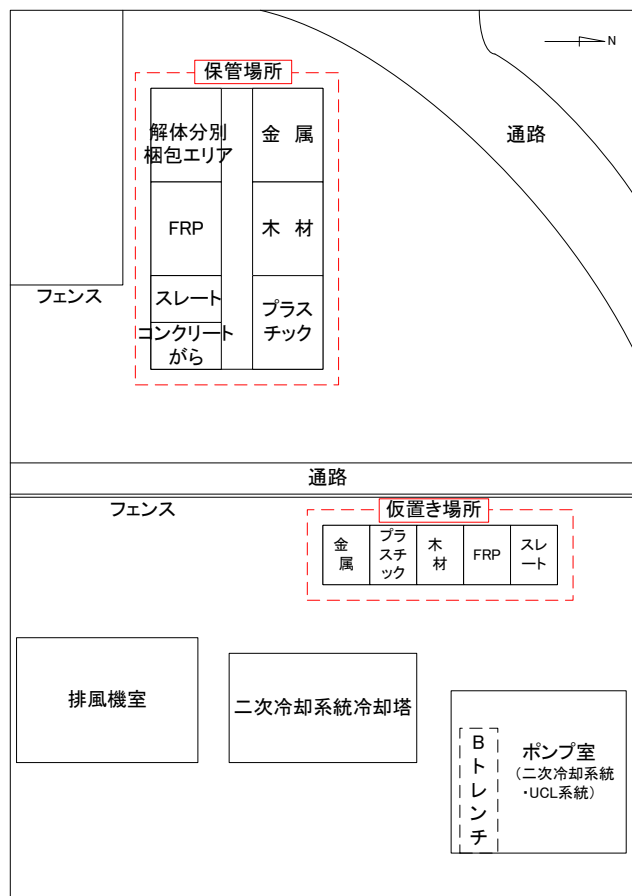 N
保管場所
通路
解体分別
梱包エリア
金 属
FRP
木 材
スレート
コンクリート
がら
プラス
チック
フェンス
通路
フェンス
仮置き場所
金
属
プラ
スチ
ック
木
材
FRP
スレ
ート
排風機室
二次冷却系統冷却塔
Bトレンチ
ポンプ室
(二次冷却系統
・UCL系統)